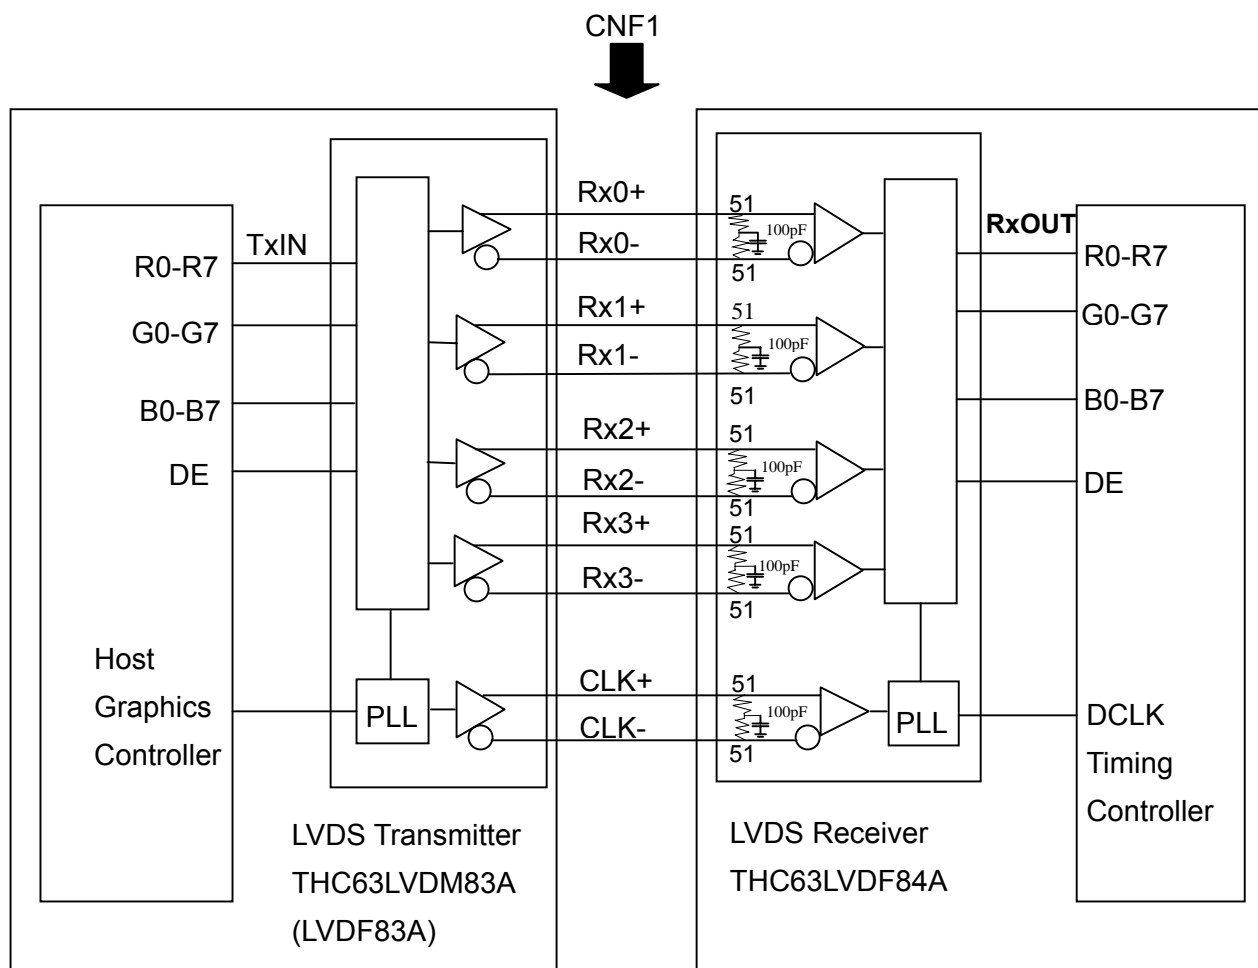 CNF1
TxIN
R0-R7
G0-G7
B0-B7
DE
Host
Graphics
Controller
PLL
LVDS Transmitter
THC63LVDM83A
(LVDF83A)
Rx0+
Rx0-
Rx1+
Rx1-
Rx2+
Rx2-
Rx3+
Rx3-
CLK+
CLK-
51
100pF
51
51
100pF
51
51
100pF
51
51
100pF
51
51
100pF
51
PLL
LVDS Receiver
THC63LVDF84A
RxOUT
R0-R7
G0-G7
B0-B7
DE
DCLK
Timing
Controller